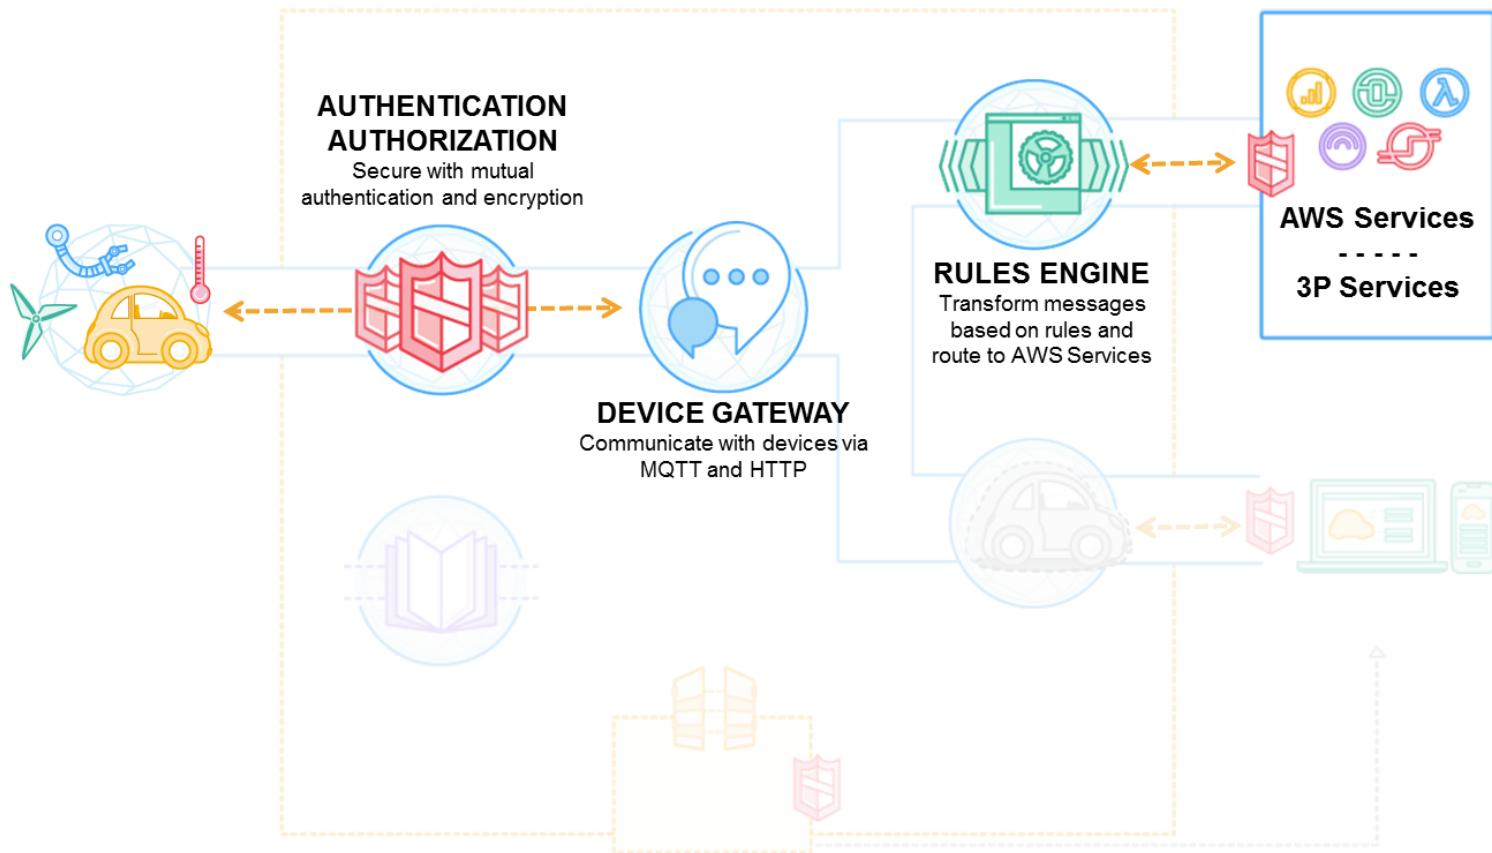 AUTHENTICATION
AUTHORIZATION
Secure with mutual
authentication and encryption
DEVICE GATEWAY
Communicate with devices via
MQTT and HTTP
RULES ENGINE
Transform messages
based on rules and
route to AWS Services
AWS Services
- - - - -
3P Services